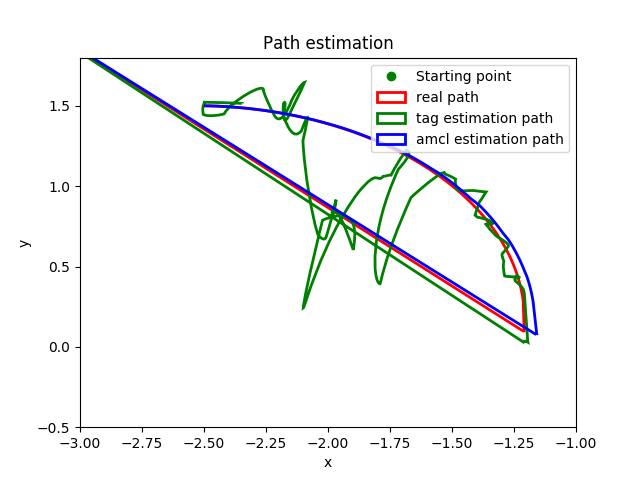 Path estimation
Starting point
real path
tag estimation path
amcl estimation path
y
1.5
1.0
0.5
0.0
−0.5
−3.00 −2.75 −2.50 −2.25 −2.00 −1.75 −1.50 −1.25 −1.00
x